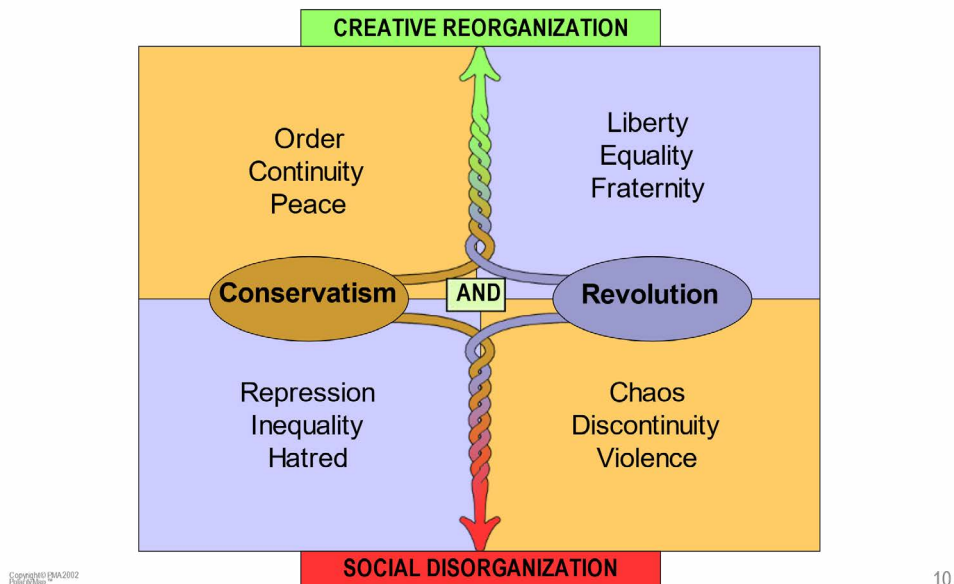 CREATIVE REORGANIZATION
Order
Continuity
Peace
Liberty
Equality
Fraternity
Conservatism
AND
Revolution
Repression
Inequality
Hatred
Chaos
Discontinuity
Violence
SOCIAL DISORGANIZATION
Copyright© PMA2002
10